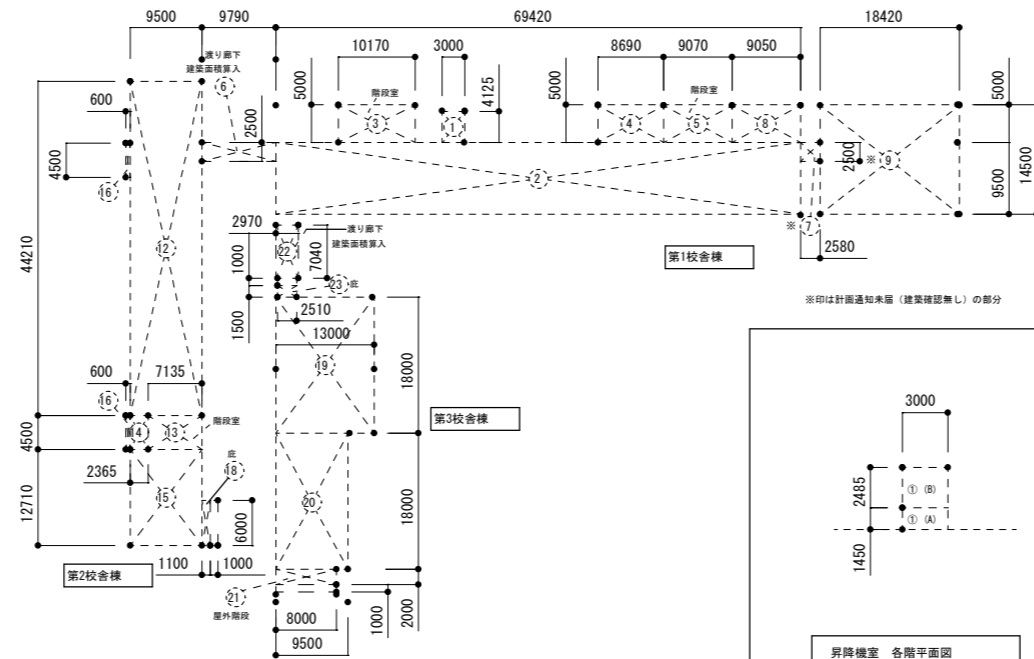 9500 9790 69420 18420
渡り廊下
建築面積算入
6
10170 3000 8690 9070 9050
600
5000
階段室
3
1
4125
5000
4
階段室
5
8
5000
2500
4500
16
2
2500
※ 9
9500
14500
12
2970
渡り廊下
建築面積算入
22
※ 7
2580
第1校舎棟
44210
1000
7040
23 庇
1500
2510
※印は計画通知未届（建築確認無し）の部分
13000
19
18000
600 7135
16
14 13
階段室
第3校舎棟
4500
庇
18
2365
15
12710
6000
20
18000
3000
2485
① (B)
① (A)
1450
第2校舎棟
1100 1000
21
屋外階段
8000
1000
2000
9500
昇降機室 各階平面図